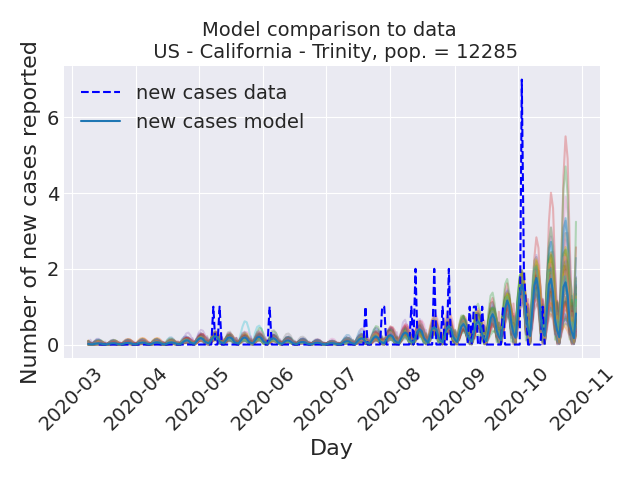 Model comparison to data
US - California - Trinity, pop. = 12285
Number of new cases reported
6
4
2
0
new cases data
new cases model
2020-03
2020-04
2020-05
2020-06
2020-07
2020-08
2020-09
2020-10
2020-11
Day